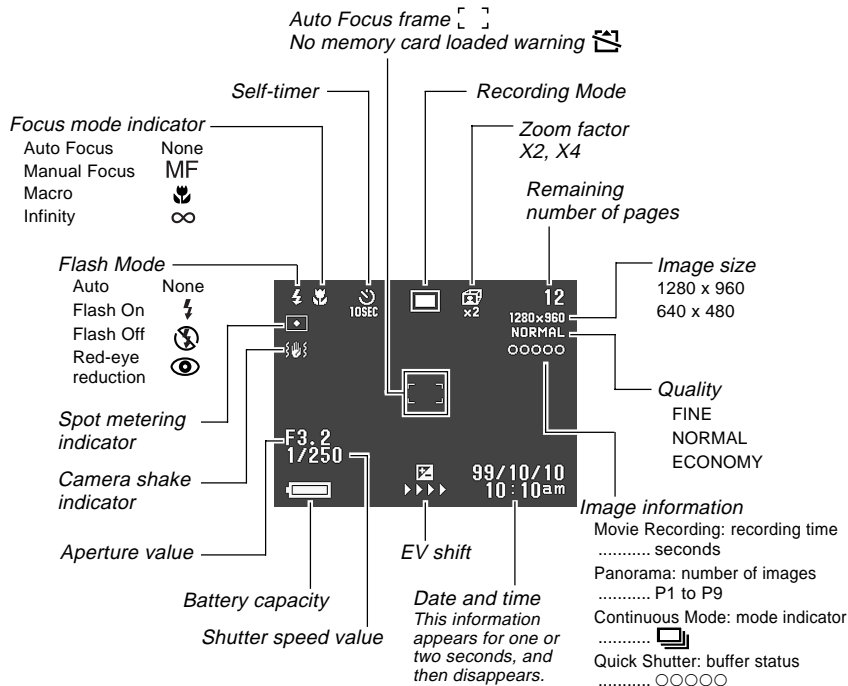 Auto Focus frame
No memory card loaded warning
Self-timer
Recording Mode
Focus mode indicator
Auto Focus None
Manual Focus MF
Macro
Infinity ∞
Zoom factor
X2, X4
Remaining
number of pages
Flash Mode
Auto None
Flash On
Flash Off
Red-eye
reduction
Image size
1280 x 960
640 x 480
10SEC
x2
12
1280×960
NORMAL
○○○○○
Quality
FINE
NORMAL
ECONOMY
Spot metering
indicator
Camera shake
indicator
Aperture value
F3.2
1/250
99/10/10
10:10am
Battery capacity
Shutter speed value
EV shift
Date and time
This information
appears for one or
two seconds, and
then disappears.
Image information
Movie Recording: recording time
........... seconds
Panorama: number of images
........... P1 to P9
Continuous Mode: mode indicator
...........
Quick Shutter: buffer status
........... ○○○○○